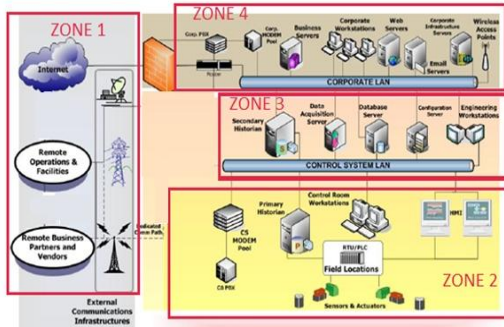 ZONE 1
Internet
Remote
Operations &
Facilities
Remote Business
Partners and
Vendors
Dedicated
Comm Path
External
Communications
Infrastructures
ZONE 4
Corp. PBX
Corp.
MODEM
Pool
Business
Servers
Corporate
Workstations
Web
Servers
Email
Servers
Corporate
Infrastructure
Servers
Wireless
Access
Points
CORPORATE LAN
ZONE 3
Secondary
Historian
Data
Acquisition
Server
Database
Server
Configuration
Server
Engineering
Workstations
CONTROL SYSTEM LAN
ZONE 2
CS
MODEM
Pool
CS PBX
Primary
Historian
Control Room
Workstations
HMI
RTU/PLC
Field Locations
Sensors & Actuators